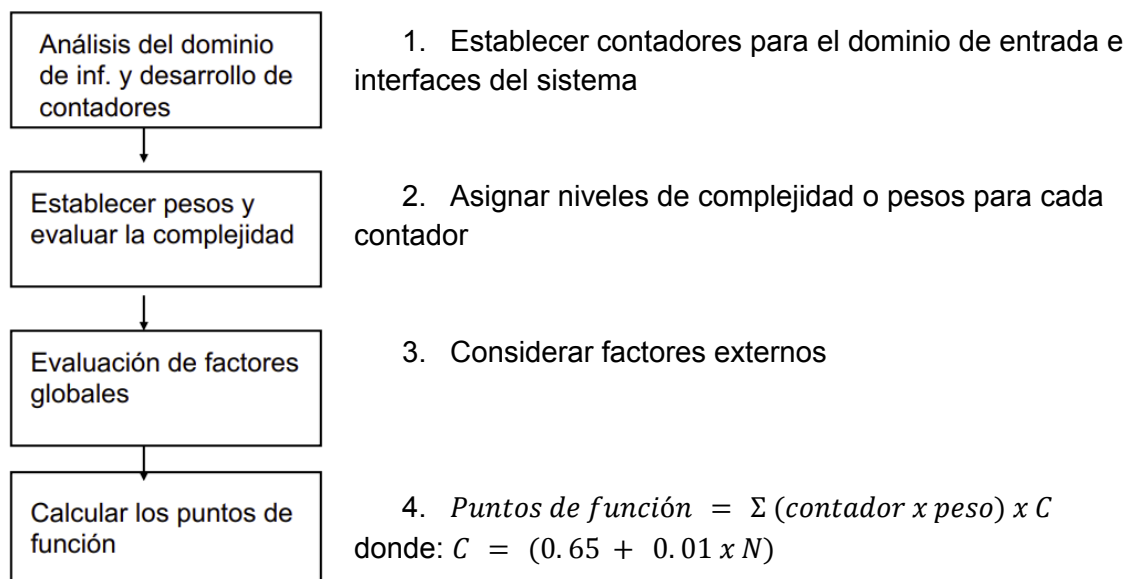 Análisis del dominio
de inf. y desarrollo de
contadores
1. Establecer contadores para el dominio de entrada e
interfaces del sistema
Establecer pesos y
evaluar la complejidad
2. Asignar niveles de complejidad o pesos para cada
contador
Evaluación de factores
globales
3. Considerar factores externos
Calcular los puntos de
función
4. Puntos de función = Σ (contador x peso) x C
donde: C = (0. 65 + 0. 01 x N)